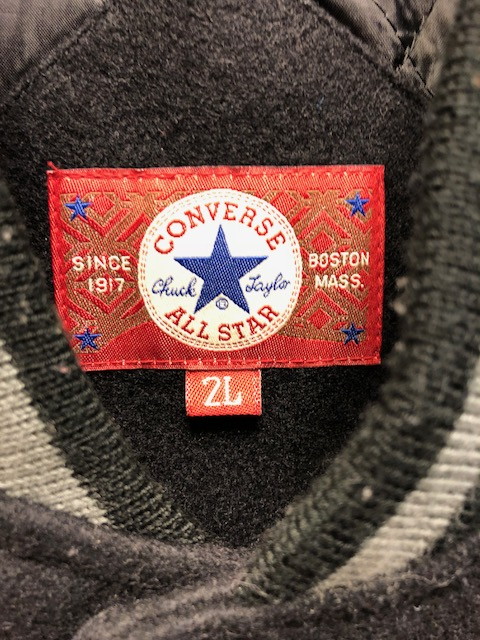 CONVERSE
SINCE
1917
Chuck Taylor
®
BOSTON
MASS.
ALL STAR
2L